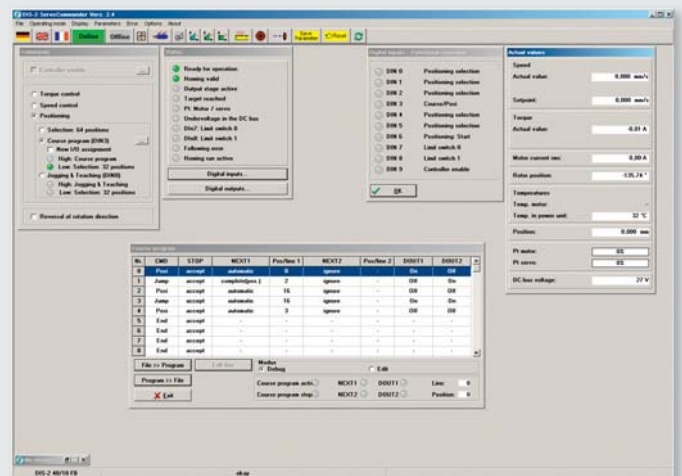 DIS-2 ServoCommander Vers. 2.4
File Operating mode Display Parameters Error Options About
Online Offline Save Parameter Reset
Commands
Controller enable ...
Torque control
Speed control
Positioning
Selection: 64 positions
Course program (DIN3) ...
New I/O assignment
High: Course program
Low: Selection: 32 positions
Jogging & Teaching (DIN8)
High: Jogging & Teaching
Low: Selection: 32 positions
Reversal of rotation direction
Status
Ready for operation
Homing valid
Output stage active
Target reached
Pt: Motor / servo
Undervoltage in the DC bus
Din7: Limit switch 0
Din8: Limit switch 1
Following error
Homing run active
Digital inputs...
Digital outputs...
Digital inputs - Functional overview
DIN 0 Positioning selection
DIN 1 Positioning selection
DIN 2 Positioning selection
DIN 3 Course/Posi
DIN 4 Positioning selection
DIN 5 Positioning selection
DIN 6 Positioning: Start
DIN 7 Limit switch 0
DIN 8 Limit switch 1
DIN 9 Controller enable
OK
Actual values
Speed
Actual value: 0,000 mm/s
Setpoint: 0,000 mm/s
Torque
Actual value: -0.01 A
Motor current rms: 0,00 A
Rotor position: -135,74 °
Temperatures
Temp. motor: -
Temp. in power unit: 32 °C
Position: 0.000 mm
Pt motor: 0%
Pt servo: 0%
DC-bus voltage: 27 V
Course program
No CMD STOP NEXT1 Pos/line 1 NEXT2 Pos/line 2 DOUT1 DOUT2
0 Posi accept automatic 0 ignore - On Off
1 Jump accept complete(pos.) 2 ignore - Off On
2 Posi accept automatic 16 ignore - Off Off
3 Jump accept automatic 16 ignore - On On
4 Posi accept automatic 3 ignore - Off Off
5 End accept - - - - - -
6 End accept - - - - - -
7 End accept - - - - - -
8 End accept - - - - - -
File >> Program Edit line Modus Debug Edit
Program >> File Course program activ NEXT1 DOUT1 Line: 0
Exit Course program stop NEXT2 DOUT2 Position: 0
DIS-2 48/10 FB okay